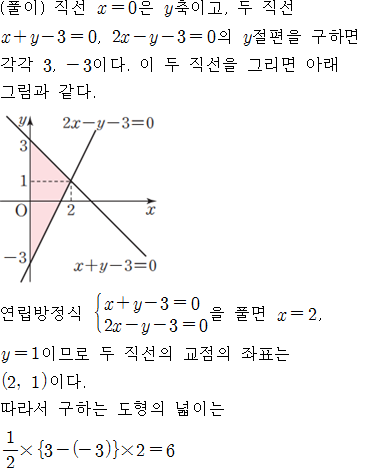 (풀이) 직선 x=0은 y축이고, 두 직선
x+y-3=0, 2x-y-3=0의 y절편을 구하면
각각 3, -3이다. 이 두 직선을 그리면 아래
그림과 같다.
y
2x-y-3=0
3
1
O
2
x
-3
x+y-3=0
연립방정식 {x+y-3=0
2x-y-3=0을 풀면 x=2,
y=1이므로 두 직선의 교점의 좌표는
(2, 1)이다.
따라서 구하는 도형의 넓이는
1/2×{3-(-3)}×2=6